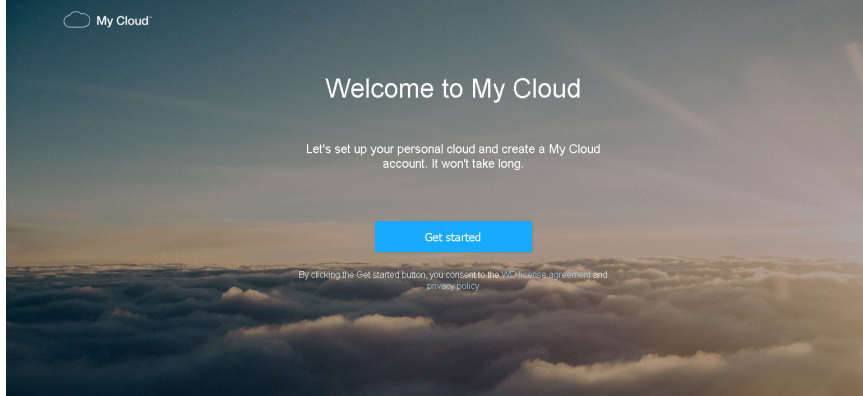 My Cloud™
Welcome to My Cloud
Let's set up your personal cloud and create a My Cloud
account. It won't take long.
Get started
By clicking the Get started button, you consent to the WD license agreement and
privacy policy